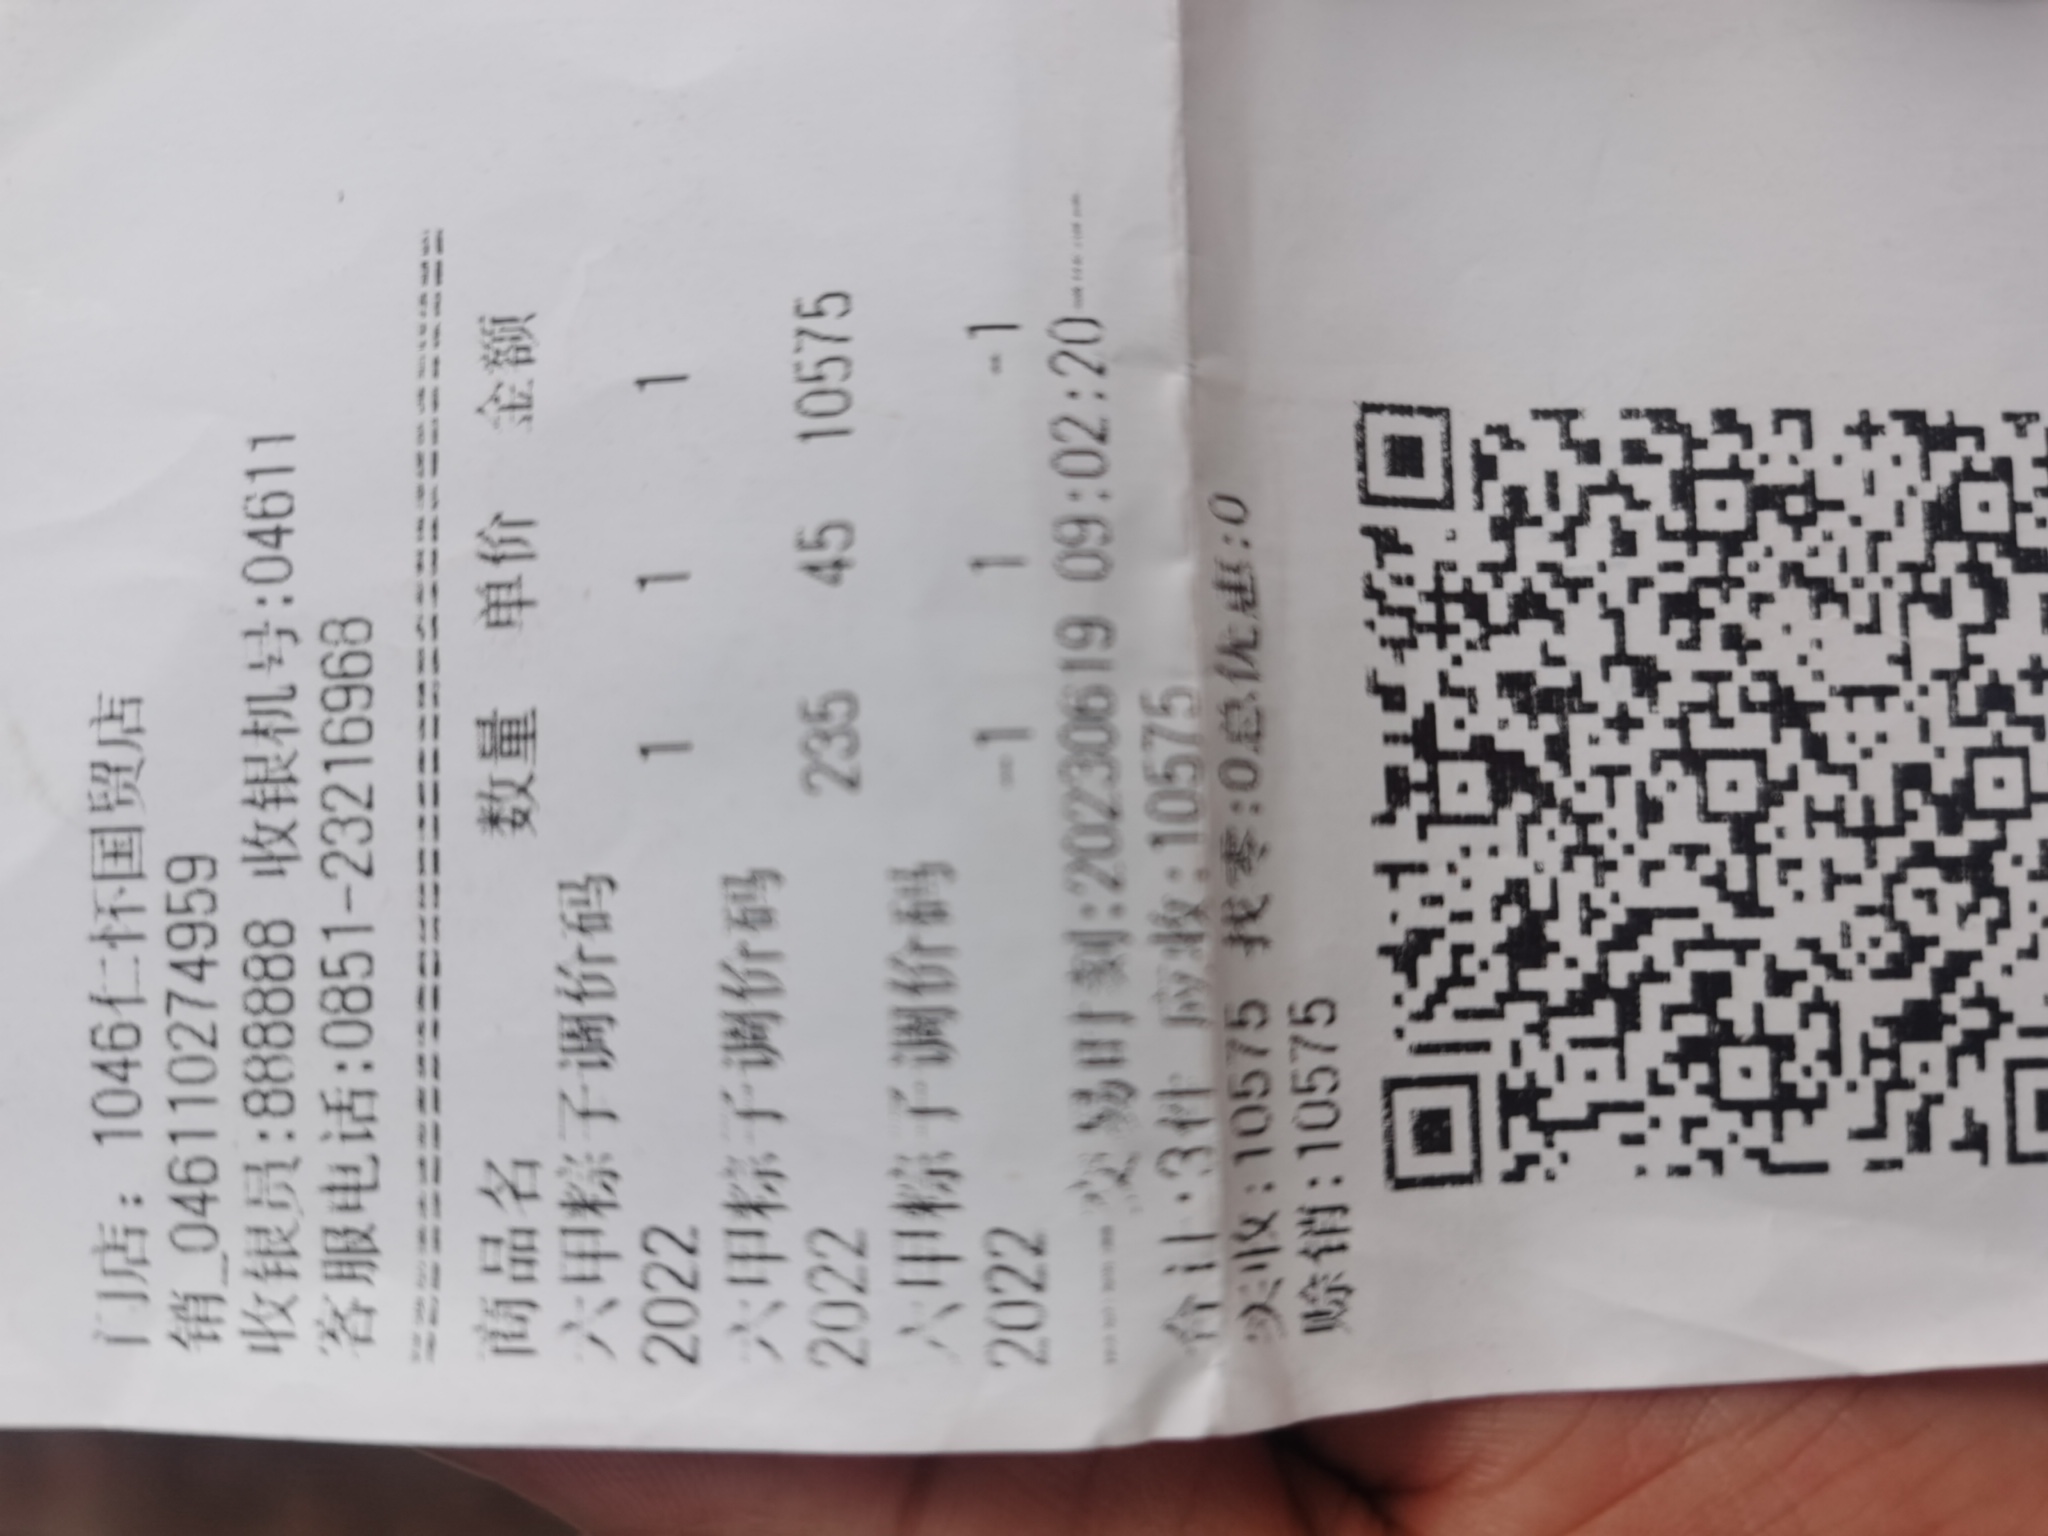 门店：1046仁怀国贸店
销_046110274959
收银员:888888 收银机号:04611
客服电话:0851-23216968
商品名 数量 单价 金额
六甲粽子调价码
2022 1 1 1
六甲粽子调价码
2022 235 45 10575
六甲粽子调价码
2022 -1 1 -1
----交易时刻:20230619 09:02:20----
合计:3件 应收:10575
实收:10575 找零:0总优惠:0
赊销:10575